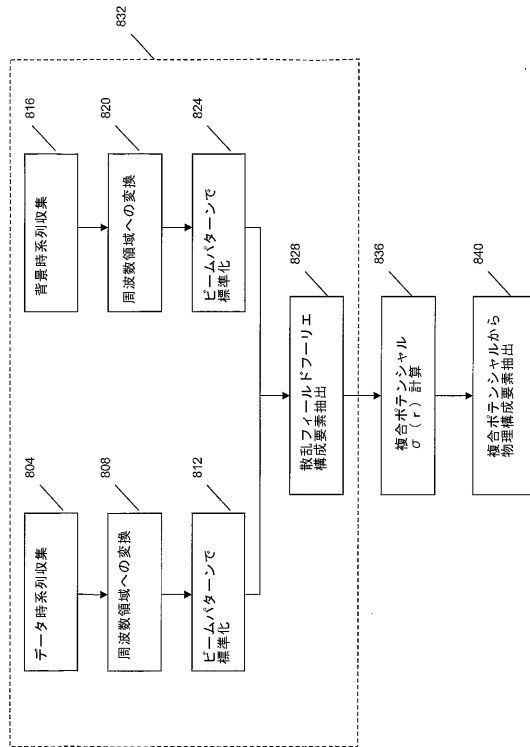 832
804
データ時系列収集
808
周波数領域への変換
812
ビームパターンで
標準化
816
背景時系列収集
820
周波数領域への変換
824
ビームパターンで
標準化
828
散乱フィールドフーリエ
構成要素抽出
836
複合ポテンシャル
σ(r)計算
840
複合ポテンシャルから
物理構成要素抽出